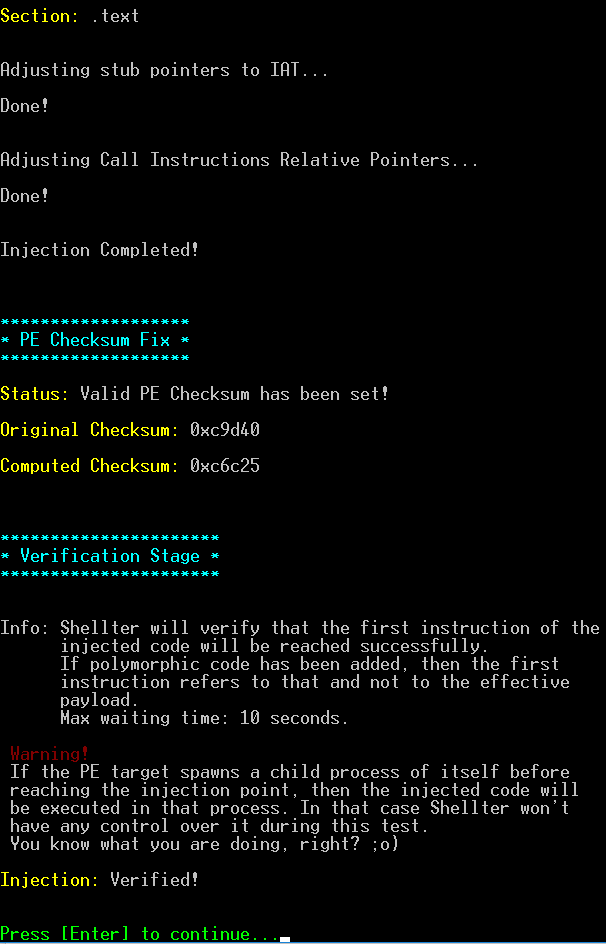 Section: .text
Adjusting stub pointers to IAT...
Done!
Adjusting Call Instructions Relative Pointers...
Done!
Injection Completed!
*******************
* PE Checksum Fix *
*******************
Status: Valid PE Checksum has been set!
Original Checksum: 0xc9d40
Computed Checksum: 0xc6c25
**********************
* Verification Stage *
**********************
Info: Shellter will verify that the first instruction of the
injected code will be reached successfully.
If polymorphic code has been added, then the first
instruction refers to that and not to the effective
payload.
Max waiting time: 10 seconds.
Warning!
If the PE target spawns a child process of itself before
reaching the injection point, then the injected code will
be executed in that process. In that case Shellter won't
have any control over it during this test.
You know what you are doing, right? ;o)
Injection: Verified!
Press [Enter] to continue...